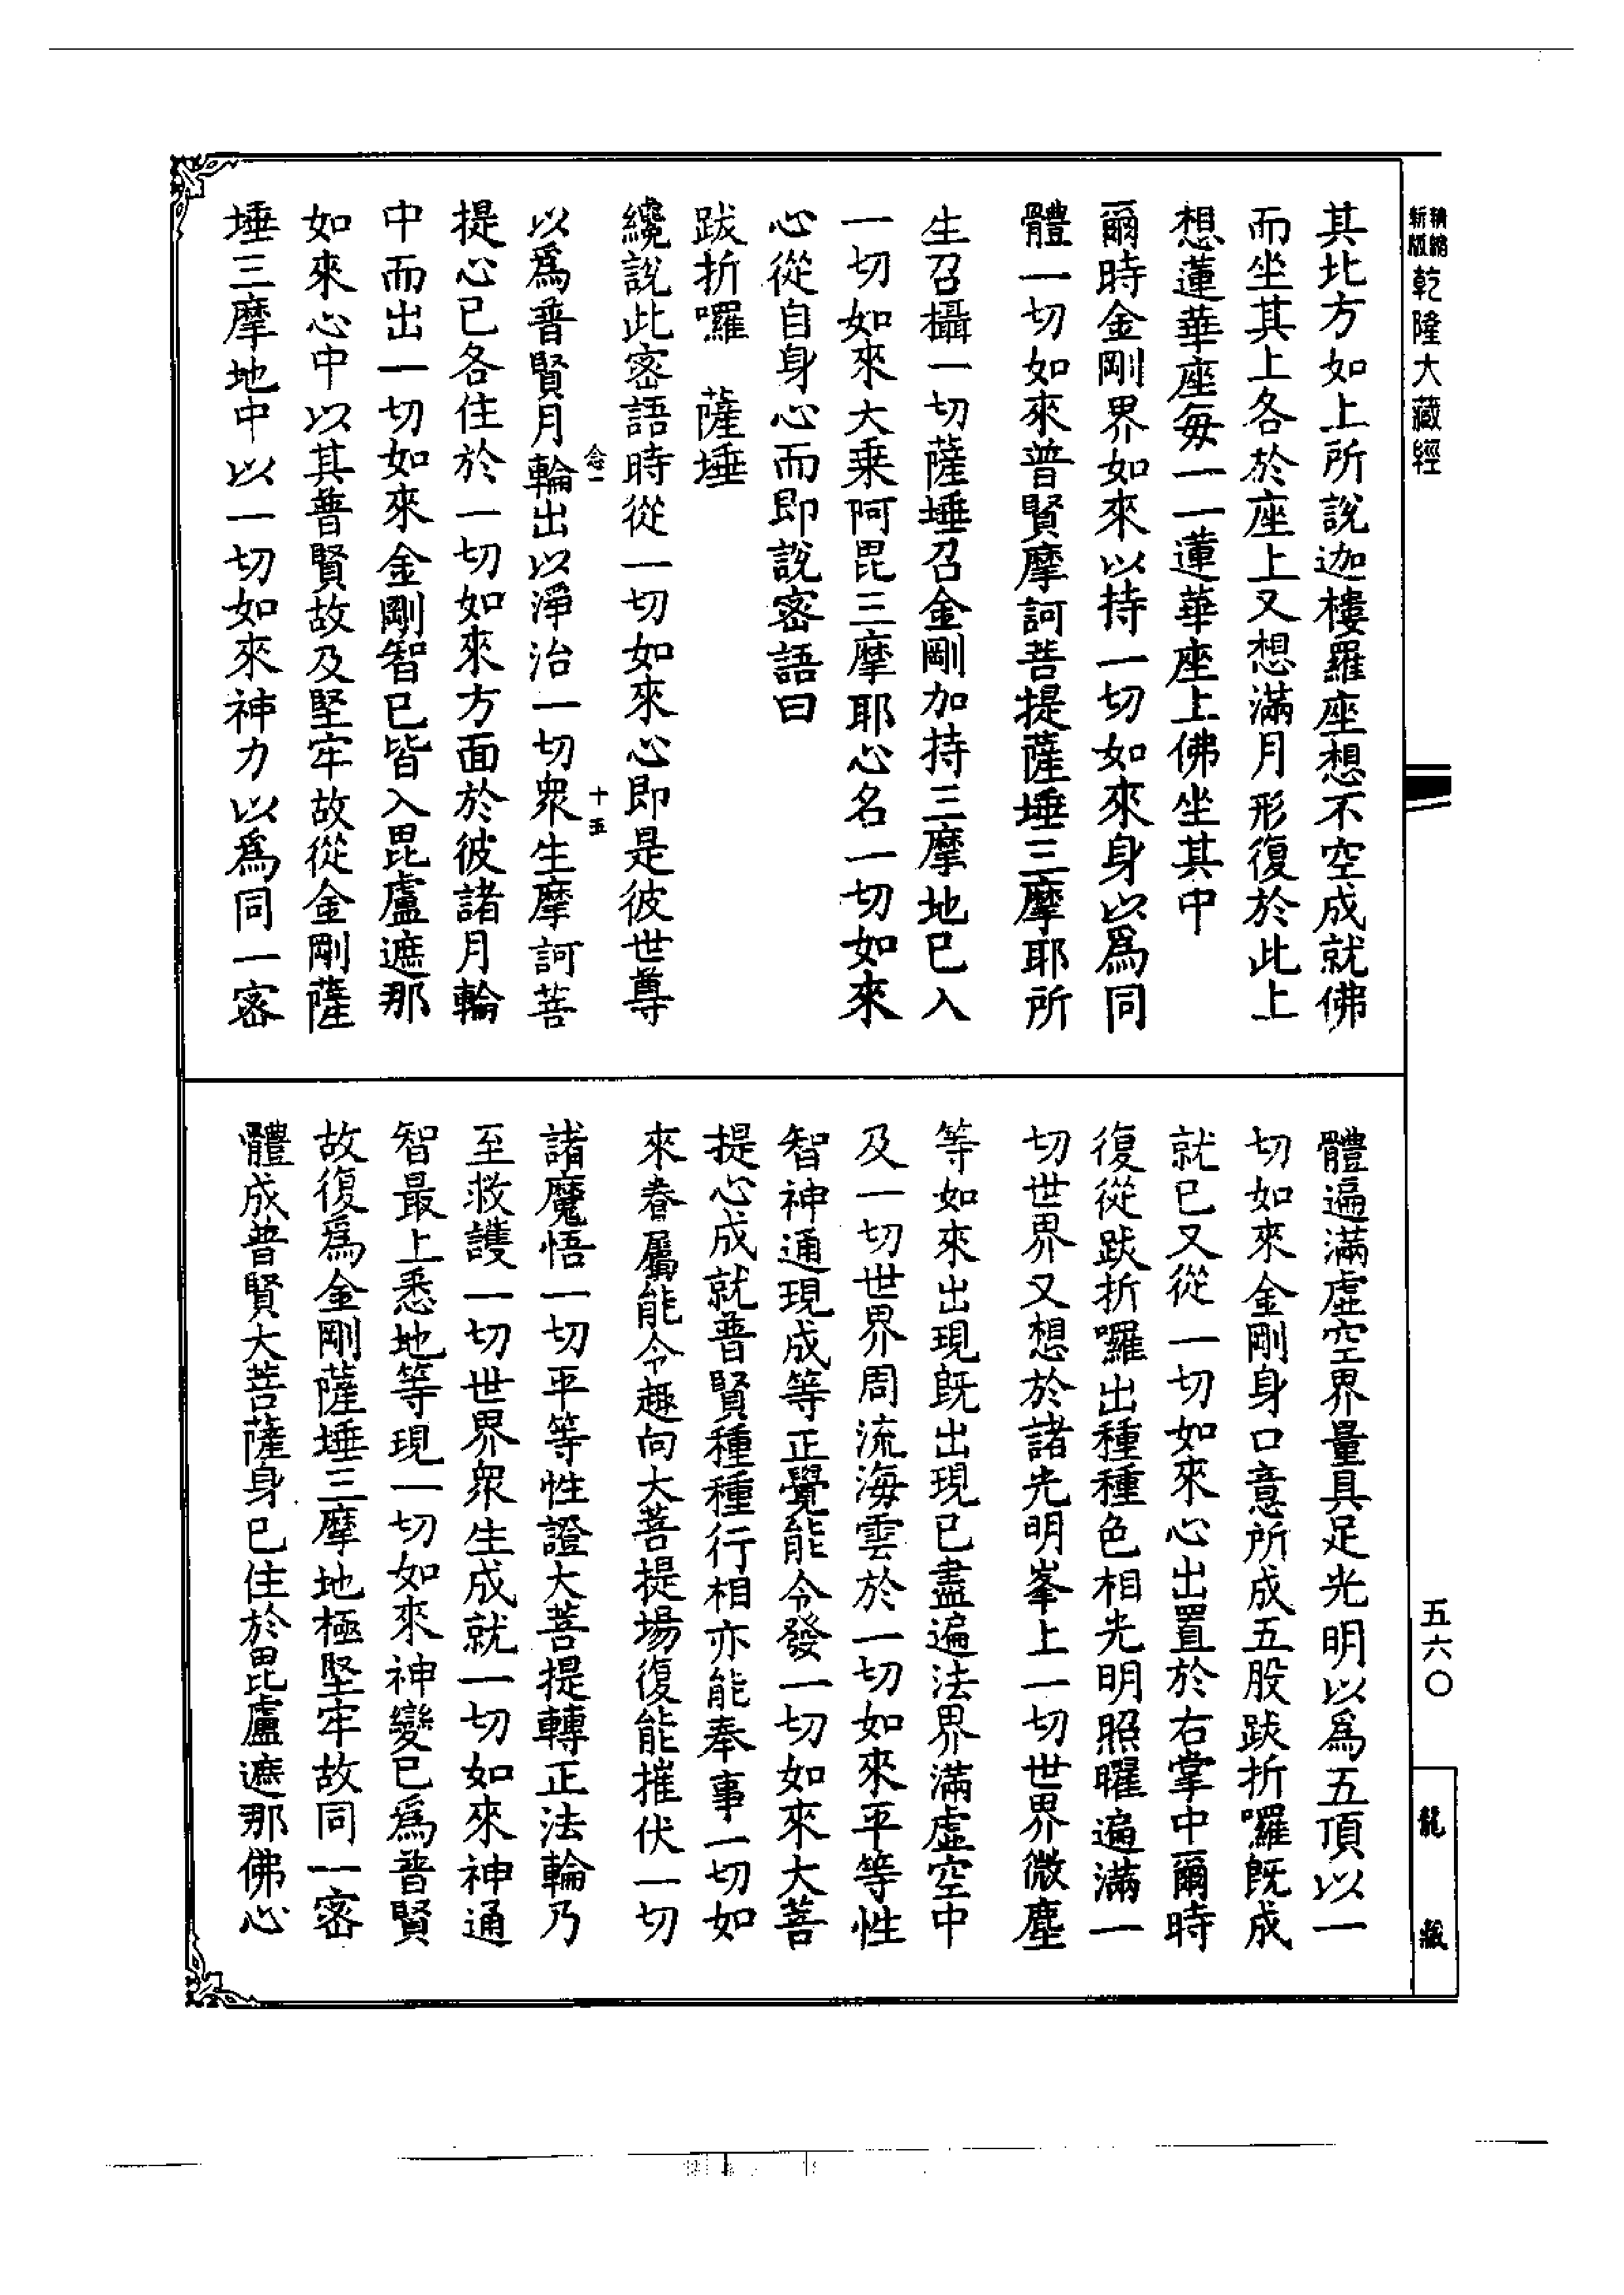 精縮新版 乾隆大藏經
其北方如上所說迦樓羅座想不空成就佛
而坐其上各於座上又想滿月形復於此上
想蓮華座每一一蓮華座上佛坐其中
爾時金剛界如來以持一切如來身以爲同
體一切如來普賢摩訶菩提薩埵三摩耶所
生召攝一切薩埵召金剛加持三摩地已入
一切如來大乘阿毘三摩耶心名一切如來
心從自身心而即說密語曰
跋折囉 薩埵
纔說此密語時從一切如來心即是彼世尊
念一 十五
以爲普賢月輪出以淨治一切衆生摩訶菩
提心已各住於一切如來方面於彼諸月輪
中而出一切如來金剛智已皆入毘盧遮那
如來心中以其普賢故及堅牢故從金剛薩
埵三摩地中以一切如來神力以爲同一密
體遍滿虛空界量具足光明以爲五頂以一
切如來金剛身口意所成五股跋折囉既成
就已又從一切如來心出置於右掌中爾時
復從跋折囉出種種色相光明照曜遍滿一
切世界又想於諸光明峯上一切世界微塵
等如來出現既出現已盡遍法界滿虛空中
及一切世界周流海雲於一切如來平等性
智神通現成等正覺能令發一切如來大菩
提心成就普賢種種行相亦能奉事一切如
來眷屬能令趣向大菩提場復能摧伏一切
諸魔悟一切平等性證大菩提轉正法輪乃
至救護一切世界衆生成就一切如來神通
智最上悉地等現一切如來神變已爲普賢
故復爲金剛薩埵三摩地極堅牢故同一密
體成普賢大菩薩身已住於毘盧遮那佛心
五六〇
龍藏